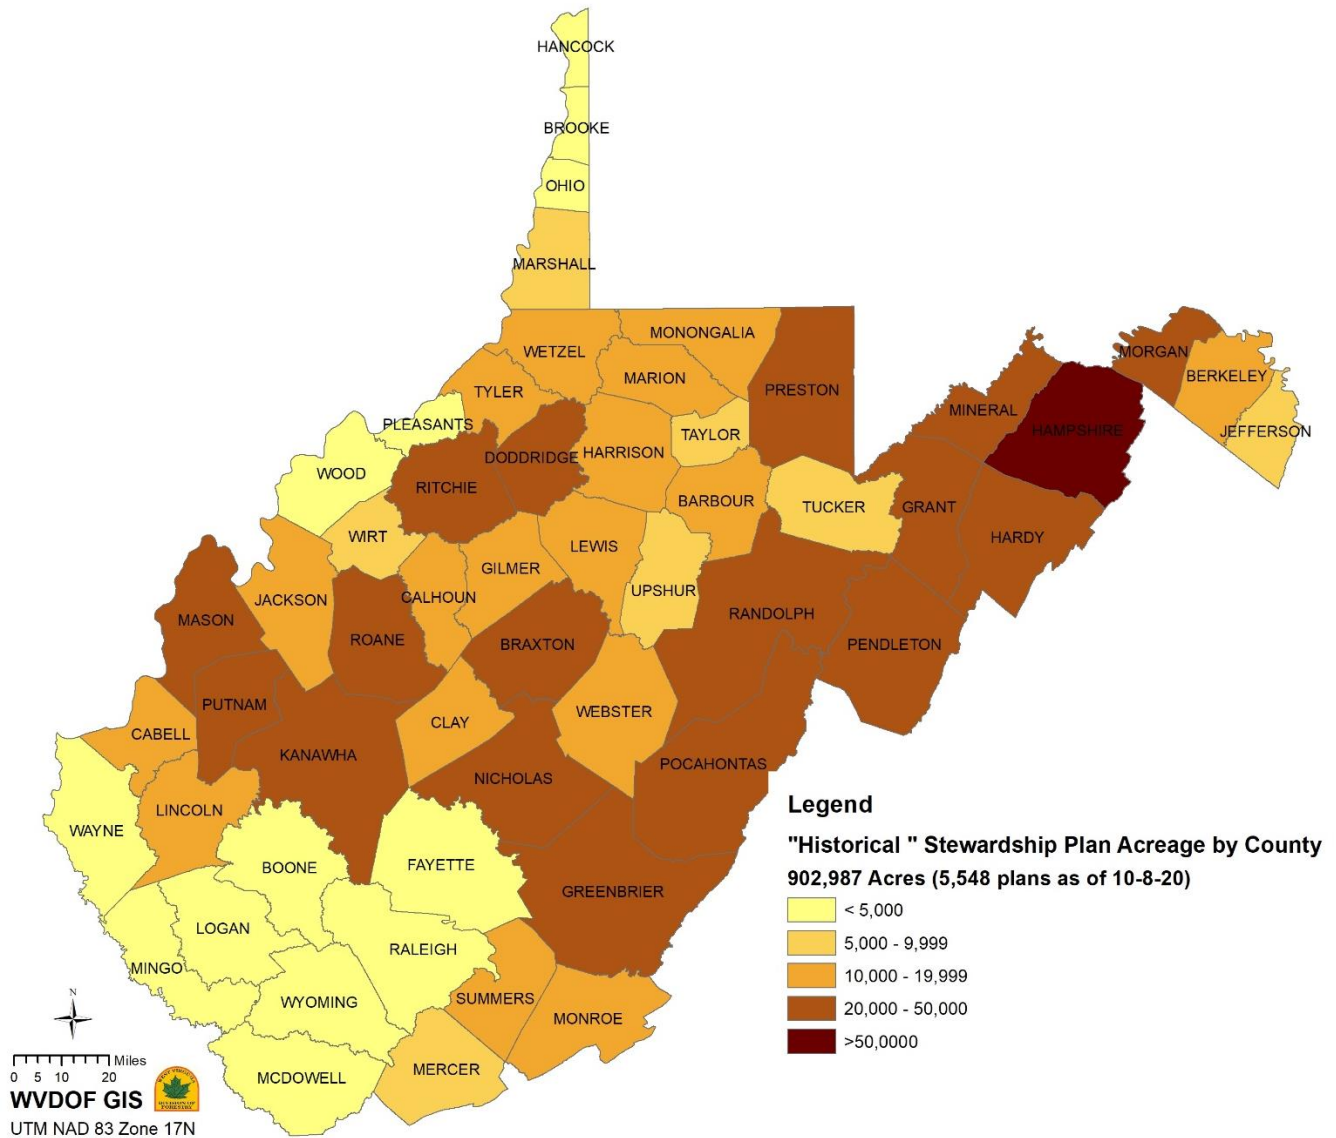 HANCOCK
BROOKE
OHIO
MARSHALL
WETZEL
MONONGALIA
MARION
TYLER
PRESTON
MORGAN
BERKELEY
JEFFERSON
MINERAL
HAMPSHIRE
PLEASANTS
TAYLOR
HARRISON
DODDRIDGE
WOOD
RITCHIE
BARBOUR
TUCKER
GRANT
HARDY
WIRT
LEWIS
GILMER
UPSHUR
CALHOUN
JACKSON
RANDOLPH
MASON
ROANE
BRAXTON
PENDLETON
PUTNAM
WEBSTER
CLAY
CABELL
KANAWHA
POCAHONTAS
NICHOLAS
LINCOLN
WAYNE
BOONE
FAYETTE
GREENBRIER
LOGAN
RALEIGH
MINGO
WYOMING
SUMMERS
MONROE
MERCER
MCDOWELL
Legend
"Historical " Stewardship Plan Acreage by County
902,987 Acres (5,548 plans as of 10-8-20)
< 5,000
5,000 - 9,999
10,000 - 19,999
20,000 - 50,000
>50,0000
N
Miles
0 5 10 20
WVDOF GIS
WEST VIRGINIA
DIVISION OF
FORESTRY
UTM NAD 83 Zone 17N